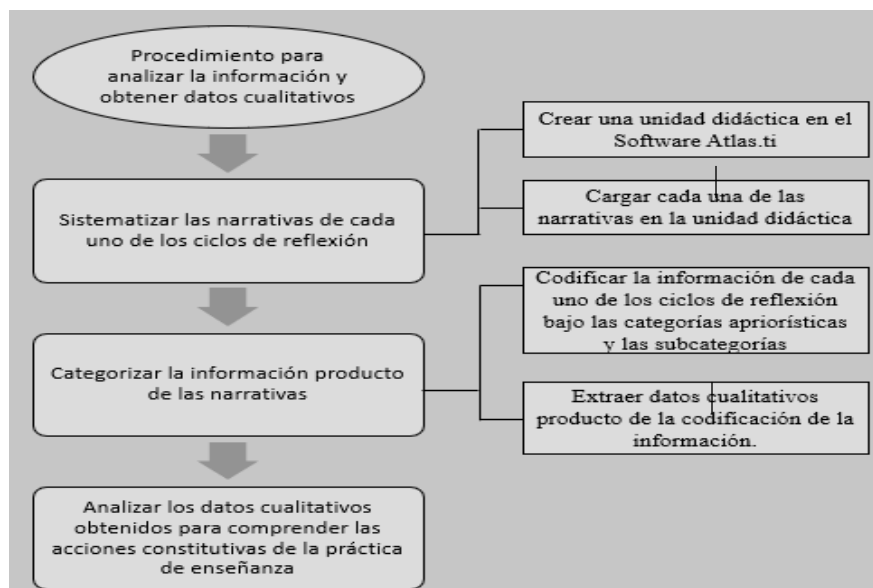 Procedimiento para
analizar la información y
obtener datos cualitativos
Sistematizar las narrativas de cada
uno de los ciclos de reflexión
Crear una unidad didáctica en el
Software Atlas.ti
Cargar cada una de las
narrativas en la unidad didáctica
Categorizar la información producto
de las narrativas
Codificar la información de cada
uno de los ciclos de reflexión
bajo las categorías apriorísticas
y las subcategorías
Extraer datos cualitativos
producto de la codificación de la
información.
Analizar los datos cualitativos
obtenidos para comprender las
acciones constitutivas de la práctica
de enseñanza